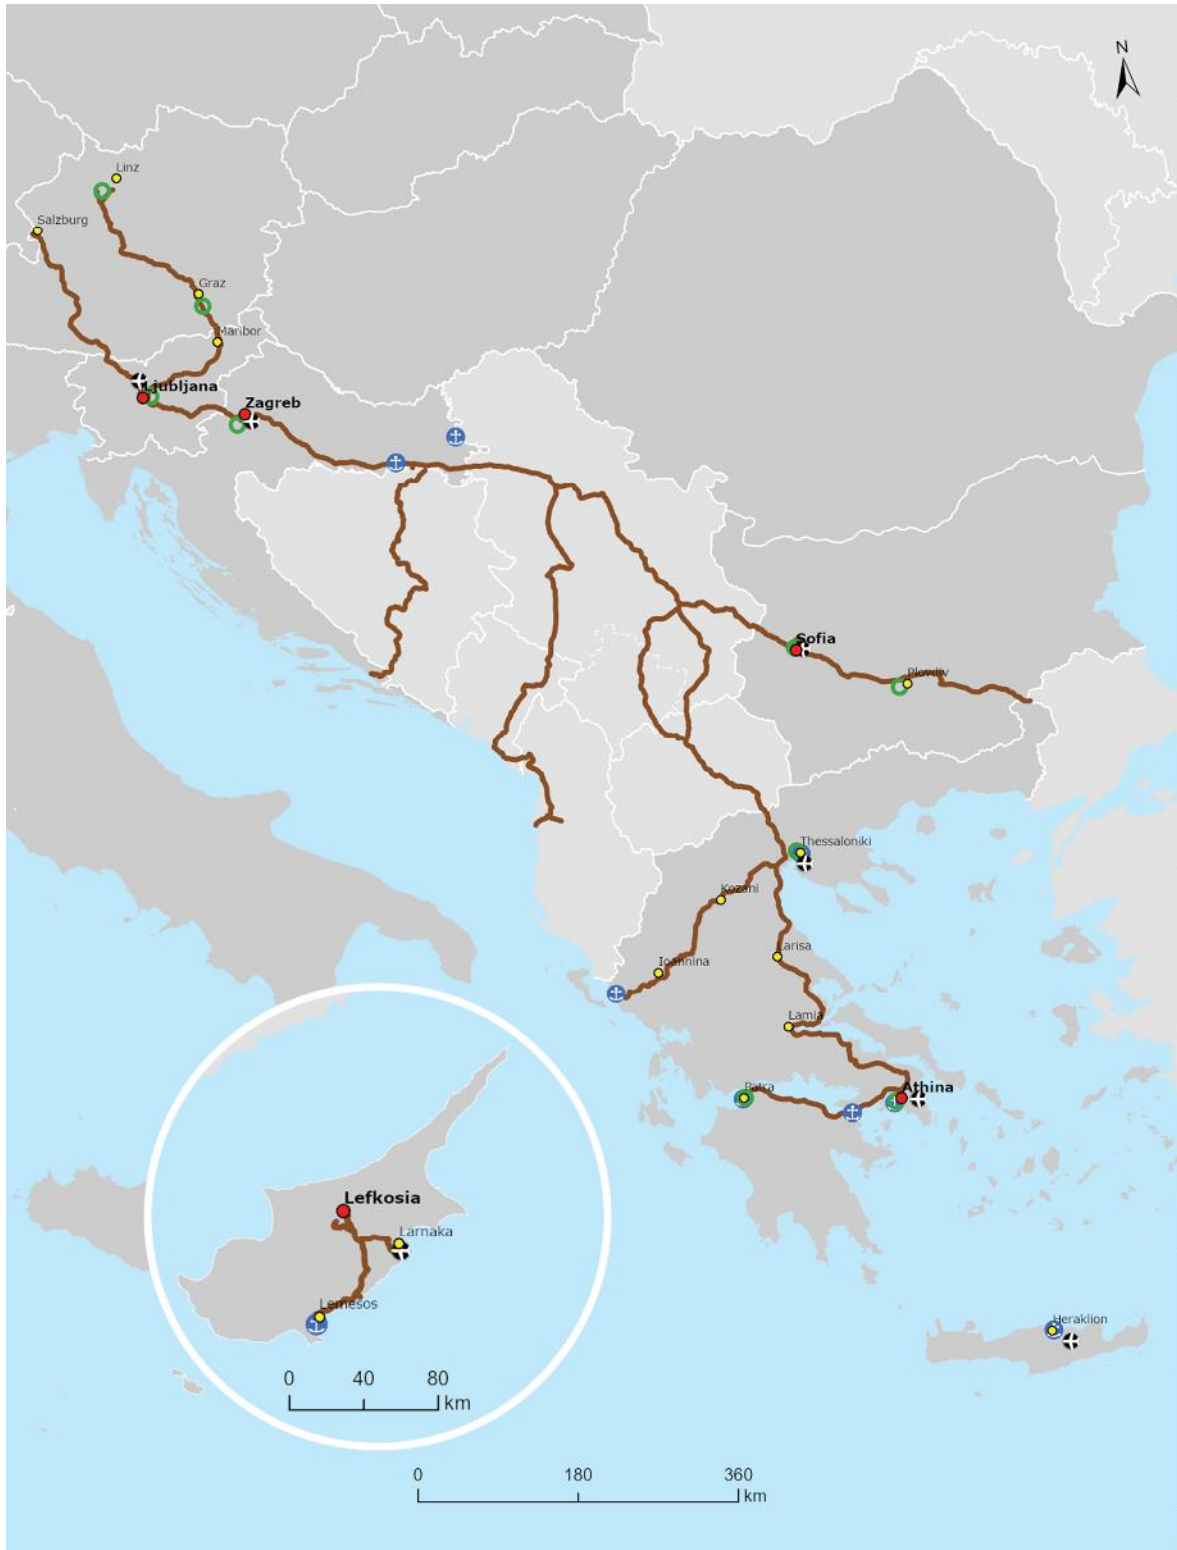 N
Linz
Salzburg
Graz
Maribor
Ljubljana
Zagreb
Sofia
Plovdiv
Thessaloniki
Kozani
Larisa
Ioannina
Lamia
Patra
Athina
Lefkosia
Larnaka
Lemesos
Heraklion
0 40 80
km
0 180 360
km